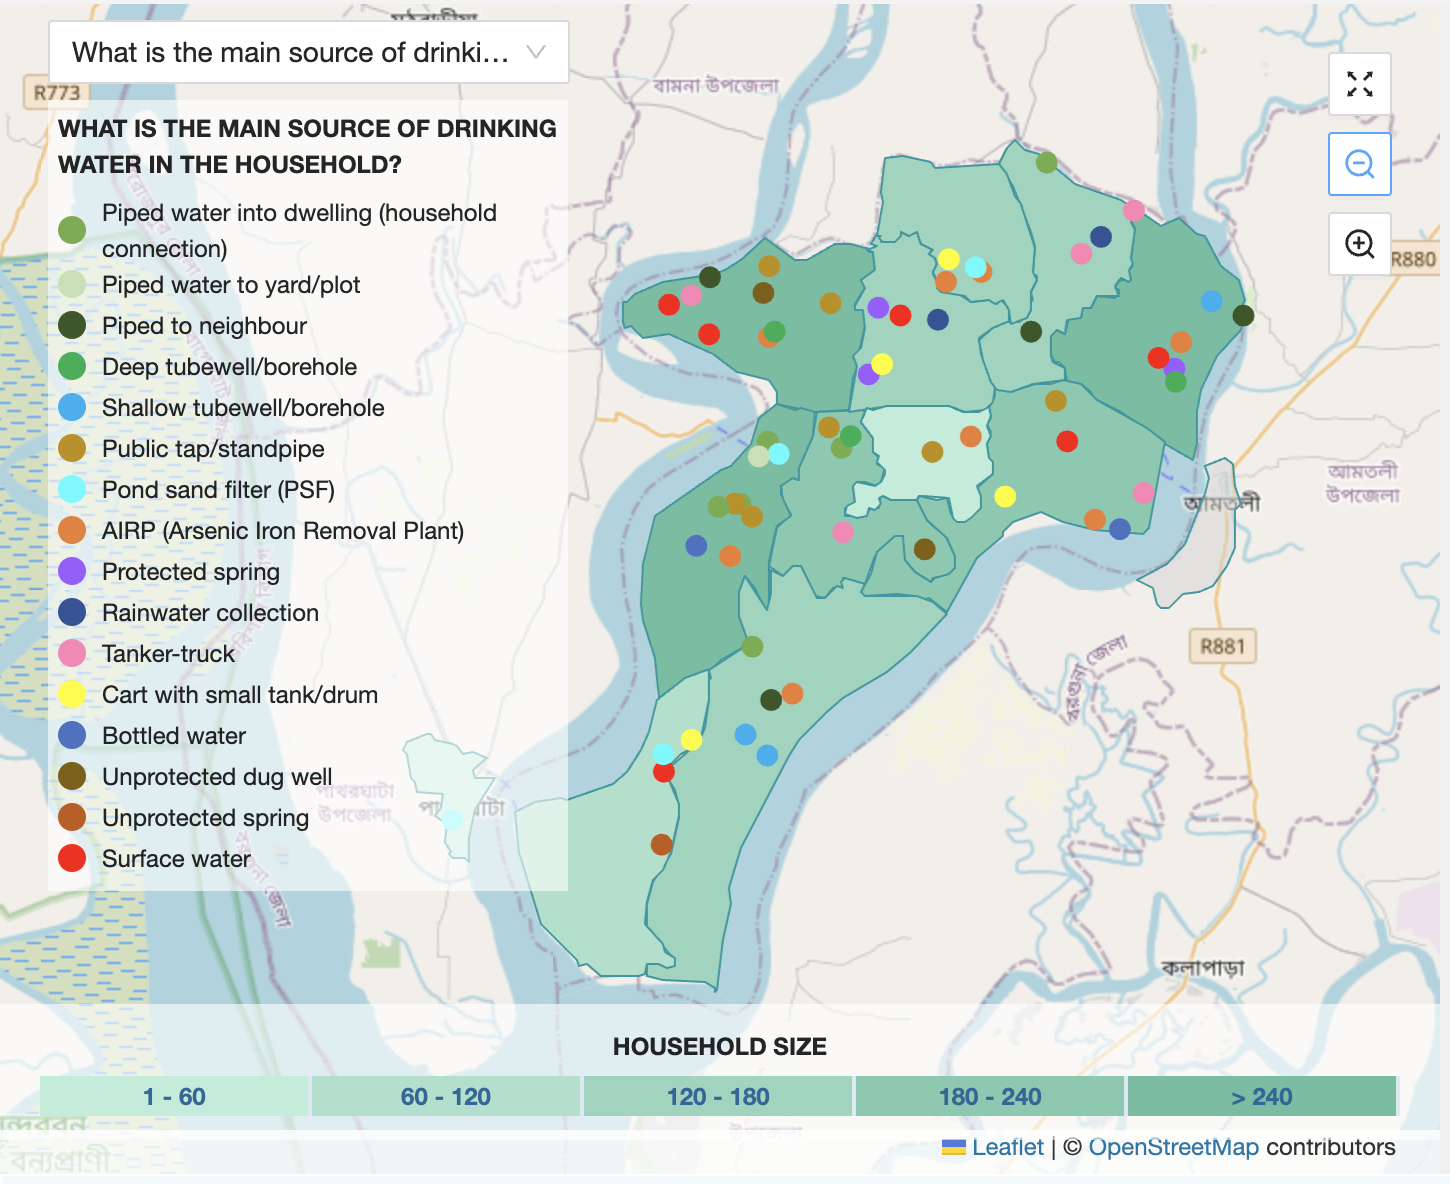 What is the main source of drinki...
R773
বামনা উপজেলা
WHAT IS THE MAIN SOURCE OF DRINKING
WATER IN THE HOUSEHOLD?
Piped water into dwelling (household
connection)
Piped water to yard/plot
Piped to neighbour
Deep tubewell/borehole
Shallow tubewell/borehole
Public tap/standpipe
Pond sand filter (PSF)
AIRP (Arsenic Iron Removal Plant)
Protected spring
Rainwater collection
Tanker-truck
Cart with small tank/drum
Bottled water
Unprotected dug well
Unprotected spring
Surface water
R880
আমতলী
উপজেলা
আমতলী
R881
বরগুনা জেলা
পাথরঘাটা
উপজেলা
জেলা
কলাপাড়া
HOUSEHOLD SIZE
1 - 60
60 - 120
120 - 180
180 - 240
> 240
উপজেলা
বন্যপ্রাণী
Leaflet | © OpenStreetMap contributors